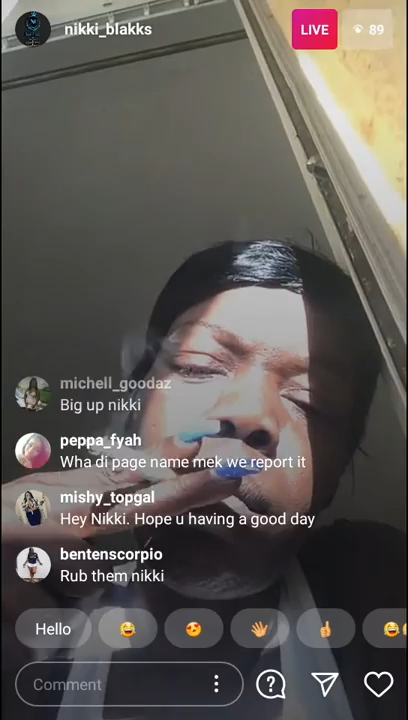 nikki_blakks
LIVE
89
michell_goodaz
Big up nikki
peppa_fyah
Wha di page name mek we report it
mishy_topgal
Hey Nikki. Hope u having a good day
bentenscorpio
Rub them nikki
Hello
Comment